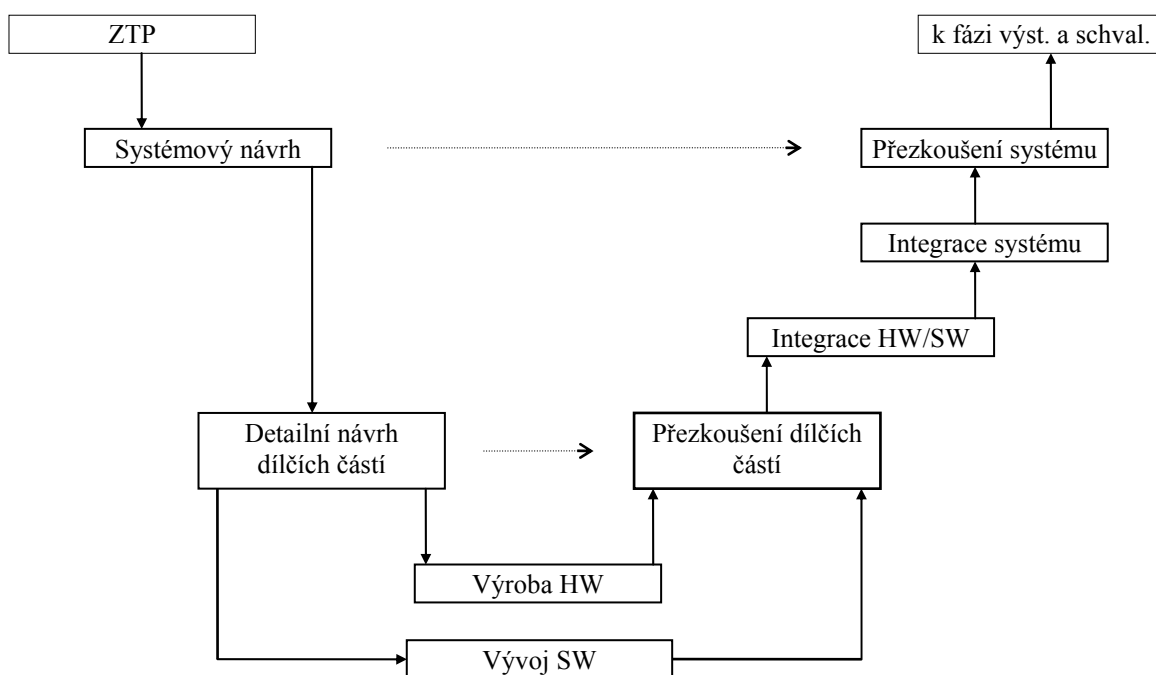 ZTP
k fázi výst. a schval.
Systémový návrh
Přezkoušení systému
Integrace systému
Integrace HW/SW
Detailní návrh
dílčích částí
Přezkoušení dílčích
částí
Výroba HW
Vývoj SW